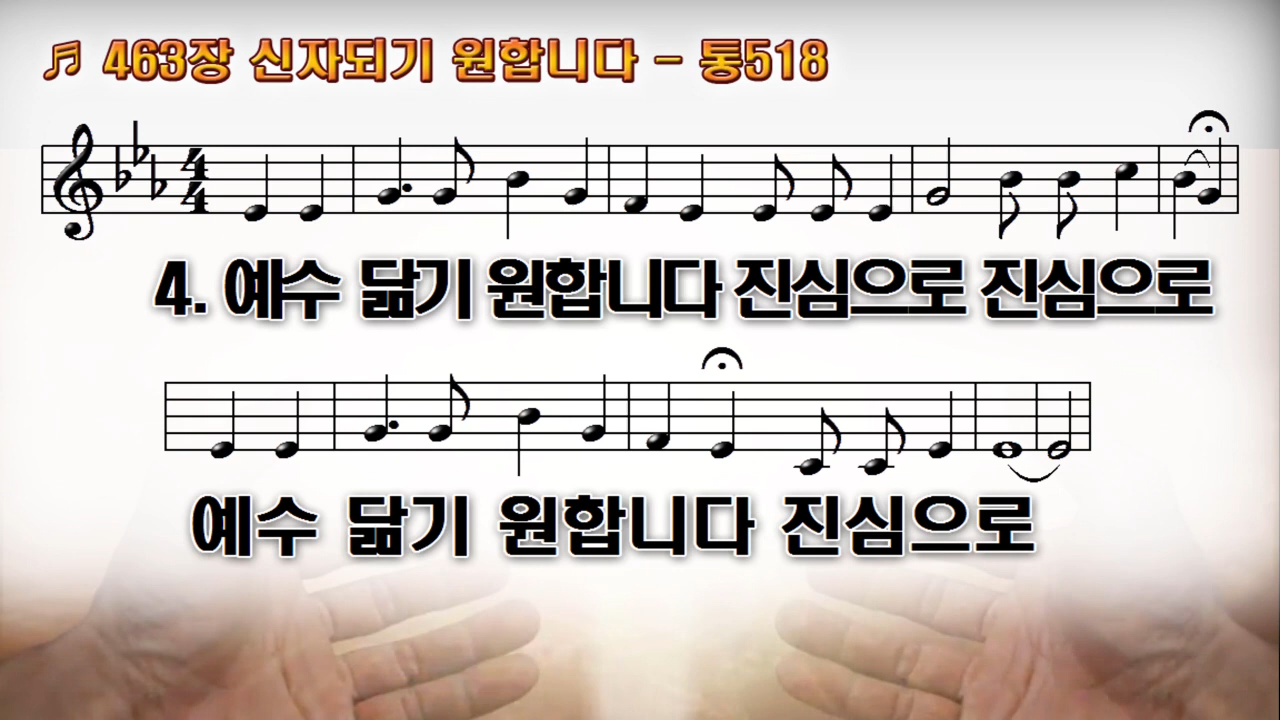 ♬ 463장 신자되기 원합니다 - 통518
4. 예수 닮기 원합니다 진심으로 진심으로
예수 닮기 원합니다 진심으로